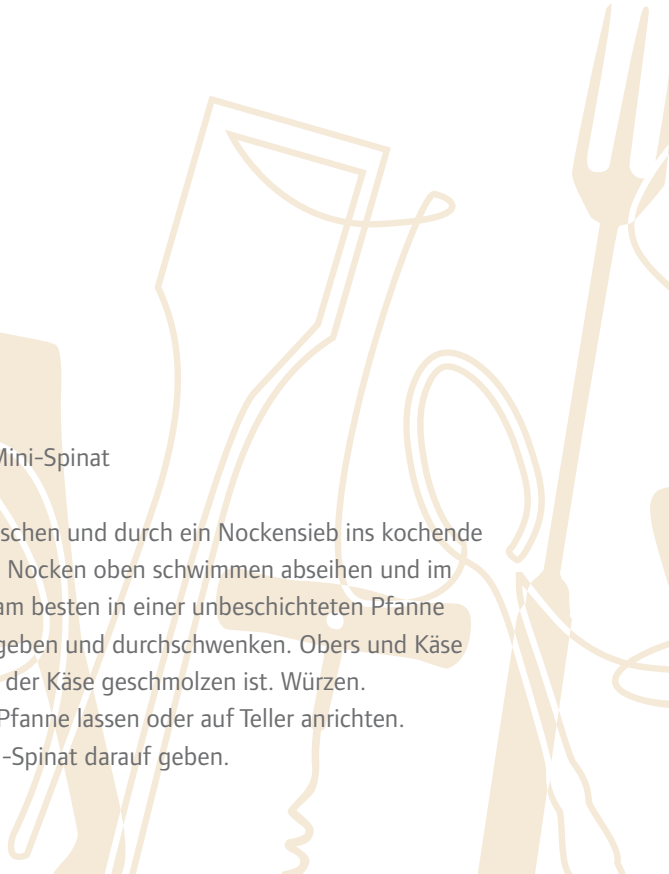 Mini-Spinat
schen und durch ein Nockensieb ins kochende
Nocken oben schwimmen abseihen und im
am besten in einer unbeschichteten Pfanne
geben und durchschwenken. Obers und Käse
der Käse geschmolzen ist. Würzen.
Pfanne lassen oder auf Teller anrichten.
-Spinat darauf geben.